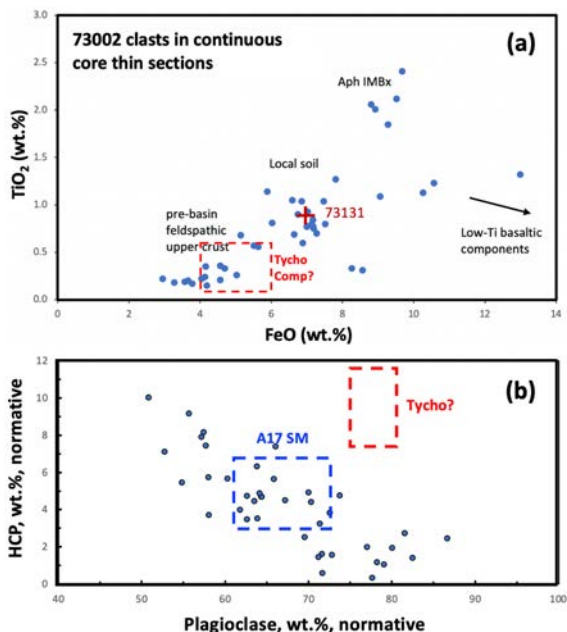 73002 clasts in continuous
core thin sections
(a)
Aph IMBx
Local soil
73131
pre-basin
feldspathic
upper crust
Tycho
Comp?
Low-Ti basaltic
components
TiO2 (wt.%)
3.0
2.5
2.0
1.5
1.0
0.5
0.0
0 2 4 6 8 10 12 14
FeO (wt.%)
(b)
Tycho?
A17 SM
HCP, wt.%, normative
12
10
8
6
4
2
0
40 50 60 70 80 90 100
Plagioclase, wt.%, normative